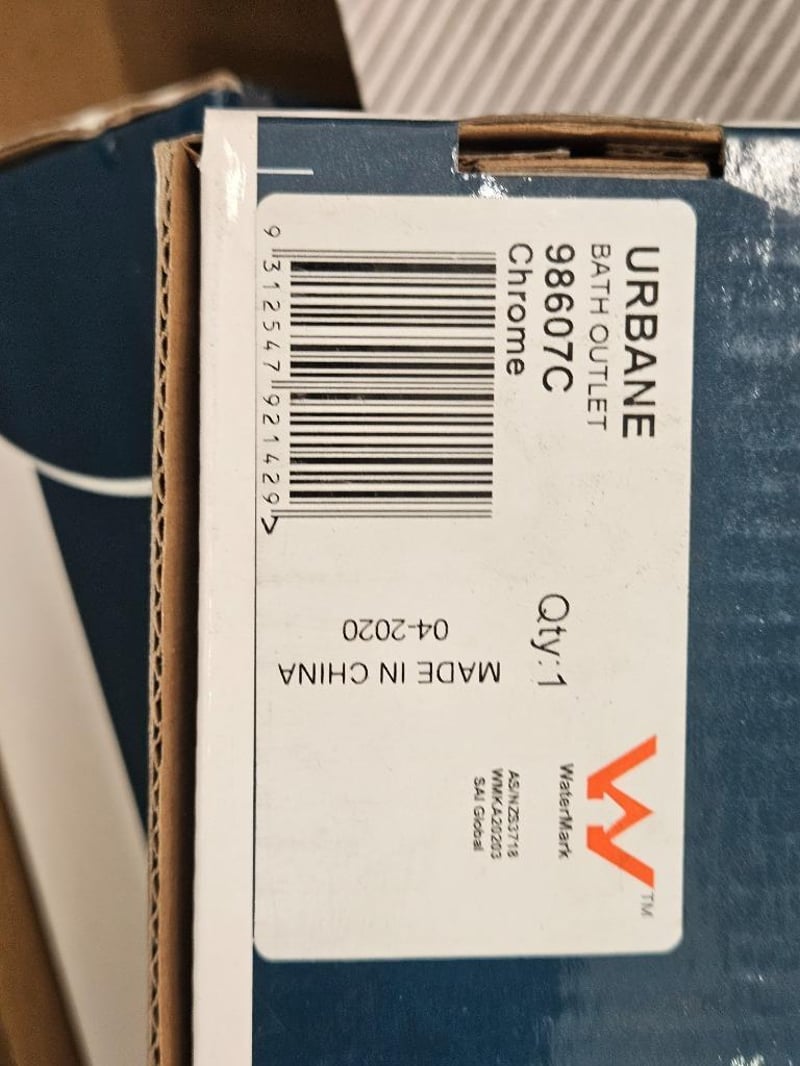 URBANE
BATH OUTLET
98607C
Chrome
Qty:1
9 312547 921429 >
MADE IN CHINA
04-2020
TM
WaterMark
AS/NZS3718
WMKA20203
SAI Global